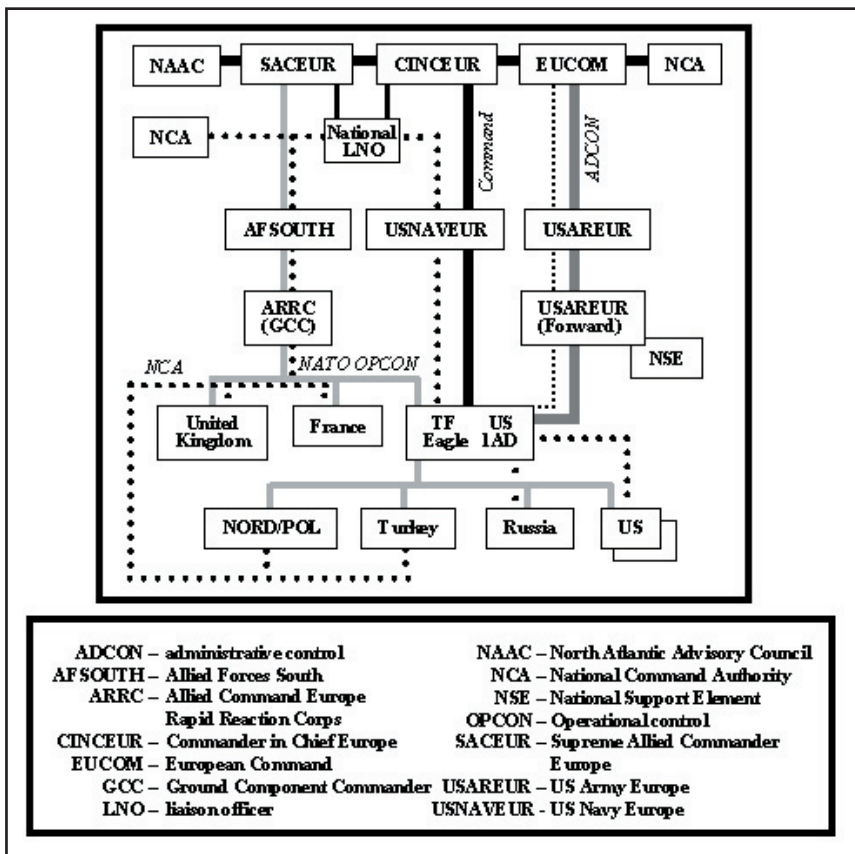 NAAC
SACEUR
CINCEUR
EUCOM
NCA
NCA
National
LNO
Command
ADCON
AFSOUTH
USNAVEUR
USAREUR
ARRC
(GCC)
USAREUR
(Forward)
NSE
NCA
NATO OPCON
United
Kingdom
France
TF US
Eagle 1AD
NORD/POL
Turkey
Russia
US
ADCON – administrative control
AFSOUTH – Allied Forces South
ARRC – Allied Command Europe
Rapid Reaction Corps
CINCEUR – Commander in Chief Europe
EUCOM – European Command
GCC – Ground Component Commander
LNO – liaison officer
NAAC – North Atlantic Advisory Council
NCA – National Command Authority
NSE – National Support Element
OPCON – Operational control
SACEUR – Supreme Allied Commander
Europe
USAREUR – US Army Europe
USNAVEUR - US Navy Europe